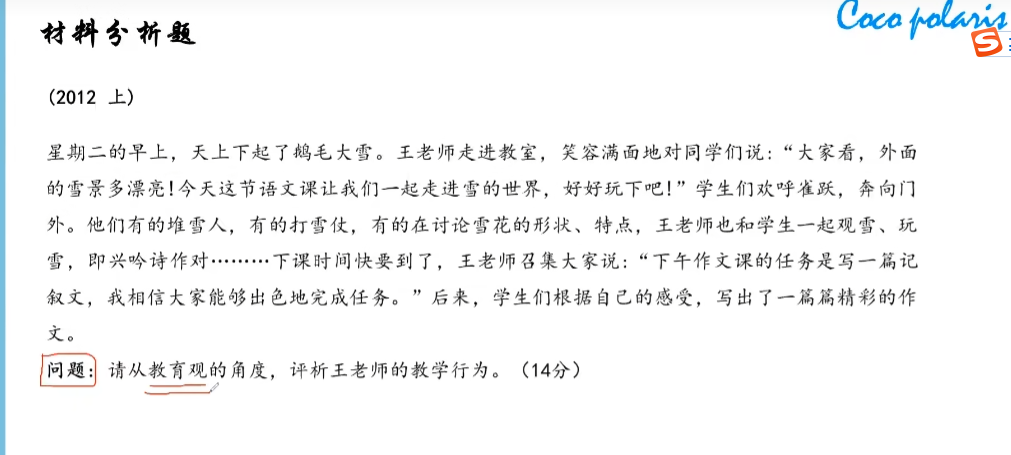 Coco polaris
材料分析题
（2012 上）
星期二的早上，天上下起了鹅毛大雪。王老师走进教室，笑容满面地对同学们说：“大家看，外面
的雪景多漂亮！今天这节语文课让我们一起走进雪的世界，好好玩下吧！”学生们欢呼雀跃，奔向门
外。他们有的堆雪人，有的打雪仗，有的在讨论雪花的形状、特点，王老师也和学生一起观雪、玩
雪，即兴吟诗作对………下课时间快要到了，王老师召集大家说：“下午作文课的任务是写一篇记
叙文，我相信大家能够出色地完成任务。”后来，学生们根据自己的感受，写出了一篇篇精彩的作
文。
问题：请从教育观的角度，评析王老师的教学行为。（14分）